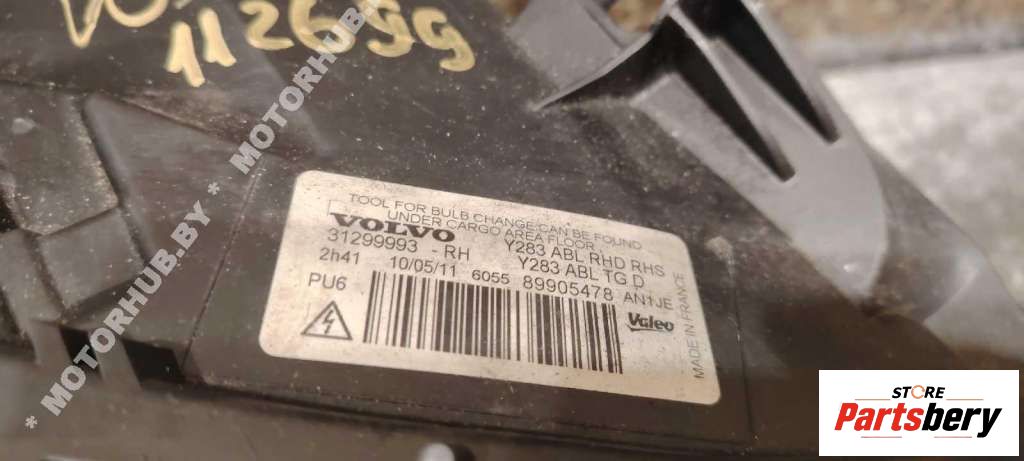 112699
* MOTORHUB.BY * MOTORHUB.BY
TOOL FOR BULB CHANGE CAN BE FOUND
UNDER CARGO AREA FLOOR
VOLVO
31299993 - RH Y283 ABL RHD RHS
2h41 10/05/11 6055 Y283 ABL TG D
PU6 89905478 AN1JE
Valeo
MADE IN FRANCE
STORE
Partsbery